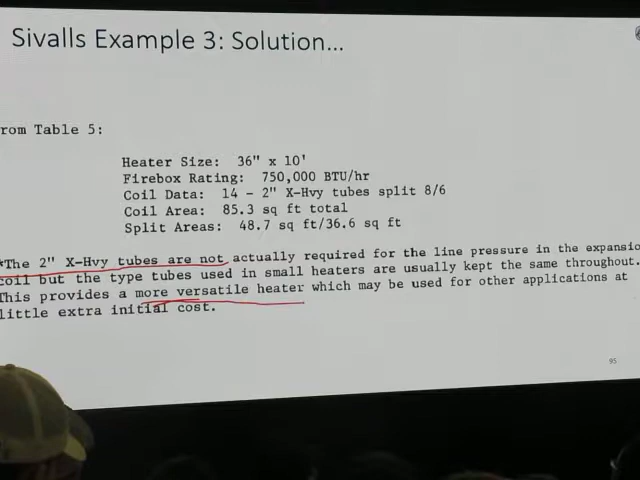 Sivalls Example 3: Solution...
rom Table 5:
Heater Size: 36" x 10'
Firebox Rating: 750,000 BTU/hr
Coil Data: 14 - 2" X-Hvy tubes split 8/6
Coil Area: 85.3 sq ft total
Split Areas: 48.7 sq ft/36.6 sq ft
*The 2" X-Hvy tubes are not actually required for the line pressure in the expansio
coil but the type tubes used in small heaters are usually kept the same throughout.
This provides a more versatile heater which may be used for other applications at
little extra initial cost.
95